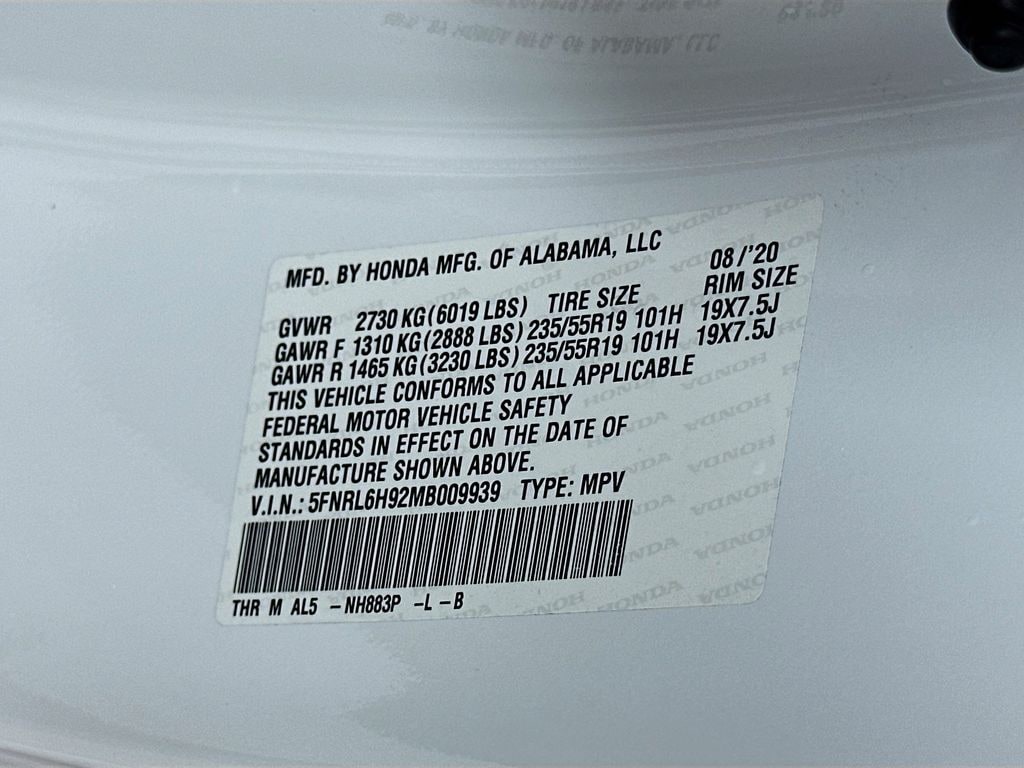 MFD. BY HONDA MFG. OF ALABAMA, LLC 08/'20
GVWR 2730 KG(6019 LBS) TIRE SIZE RIM SIZE
GAWR F 1310 KG(2888 LBS) 235/55R19 101H 19X7.5J
GAWR R 1465 KG(3230 LBS) 235/55R19 101H 19X7.5J
THIS VEHICLE CONFORMS TO ALL APPLICABLE
FEDERAL MOTOR VEHICLE SAFETY
STANDARDS IN EFFECT ON THE DATE OF
MANUFACTURE SHOWN ABOVE.
V.I.N.: 5FNRL6H92MB009939 TYPE: MPV
THR M AL5 -NH883P -L -B